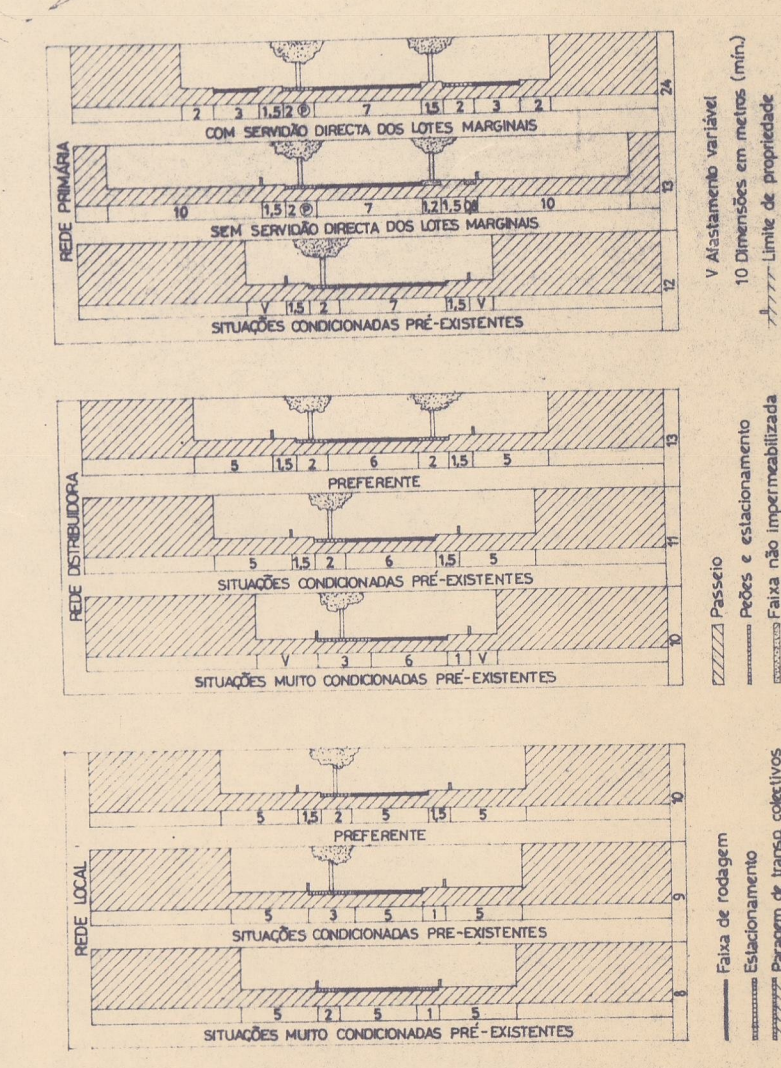 REDE PRIMÁRIA
2 3 1,5 2 P 7 1,5 2 3 2
24
COM SERVIDÃO DIRECTA DOS LOTES MARGINAIS
10 1,5 2 P 7 1,2 1,5 10
13
SEM SERVIDÃO DIRECTA DOS LOTES MARGINAIS
V 1,5 2 7 1,5 V
12
SITUAÇÕES CONDICIONADAS PRÉ-EXISTENTES
REDE DISTRIBUIDORA
5 1,5 2 6 2 1,5 5
13
PREFERENTE
5 1,5 2 6 1,5 5
11
SITUAÇÕES CONDICIONADAS PRÉ-EXISTENTES
V 3 6 1 V
10
SITUAÇÕES MUITO CONDICIONADAS PRÉ-EXISTENTES
REDE LOCAL
5 1,5 2 5 1,5 5
10
PREFERENTE
5 3 5 1 5
9
SITUAÇÕES CONDICIONADAS PRE-EXISTENTES
5 2 5 1 5
8
SITUAÇÕES MUITO CONDICIONADAS PRÉ-EXISTENTES
Faixa de rodagem
Estacionamento
Paragem de transp colectivos
Passeio
Peões e estacionamento
Faixa não impermeabilizada
V Afastamento variável
10 Dimensões em metros (mín.)
Limite de propriedade